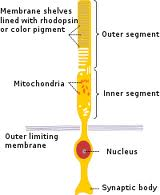 Membrane shelves
lined with rhodopsin
or color pigment
Outer segment
Mitochondria
Inner segment
Outer limiting
membrane
Nucleus
Synaptic body